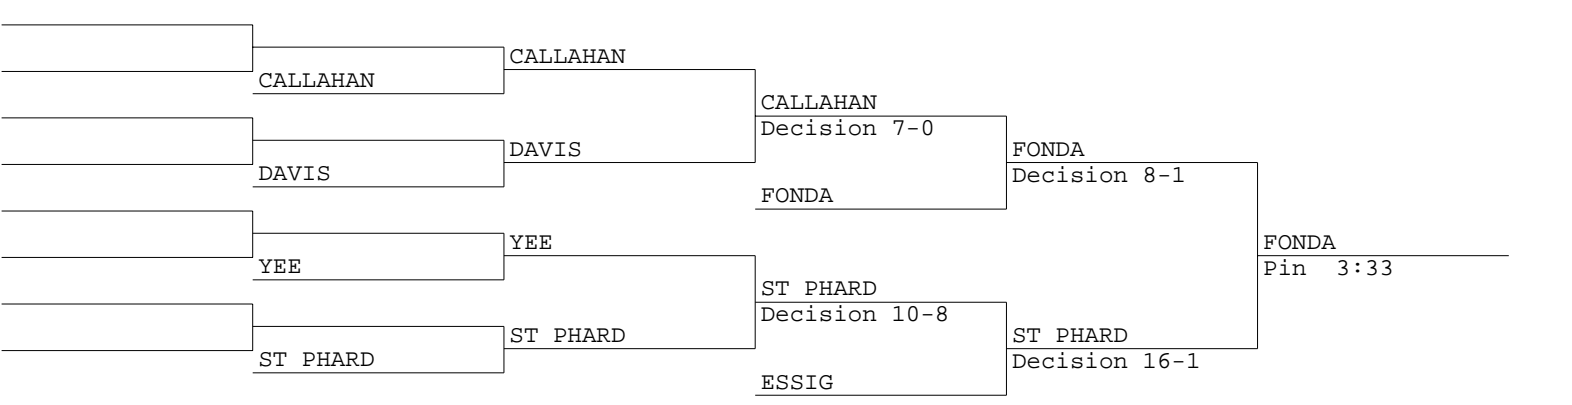 CALLAHAN
CALLAHAN
CALLAHAN
Decision 7-0
DAVIS
FONDA
Decision 8-1
DAVIS
FONDA
YEE
FONDA
YEE
Pin 3:33
ST PHARD
Decision 10-8
ST PHARD
ST PHARD
ST PHARD
Decision 16-1
ESSIG